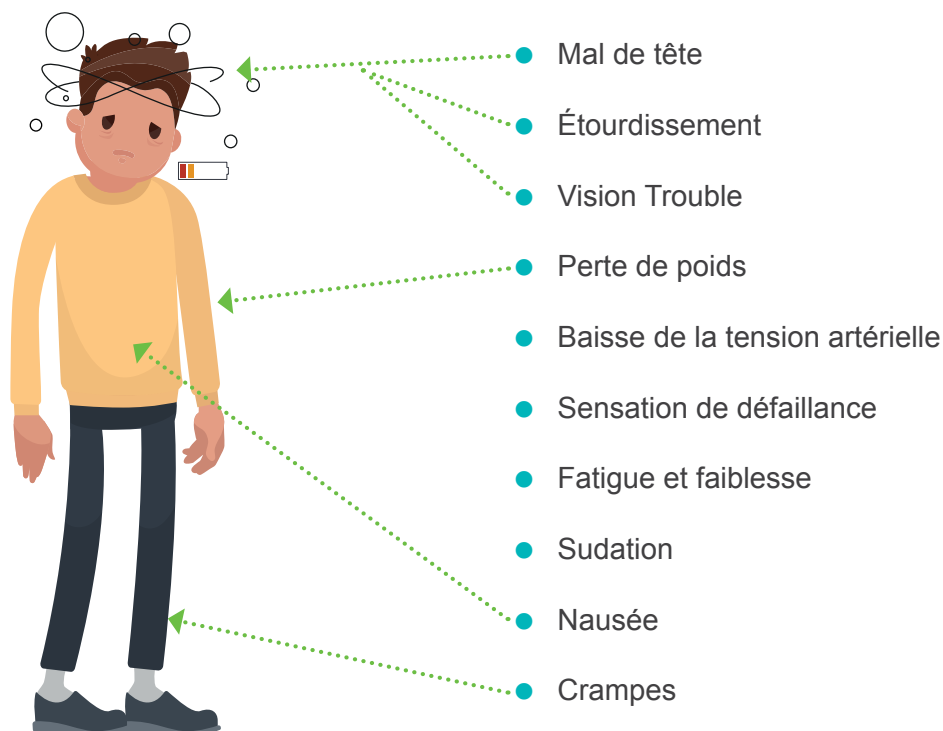 Mal de tête
Étourdissement
Vision Trouble
Perte de poids
Baisse de la tension artérielle
Sensation de défaillance
Fatigue et faiblesse
Sudation
Nausée
Crampes